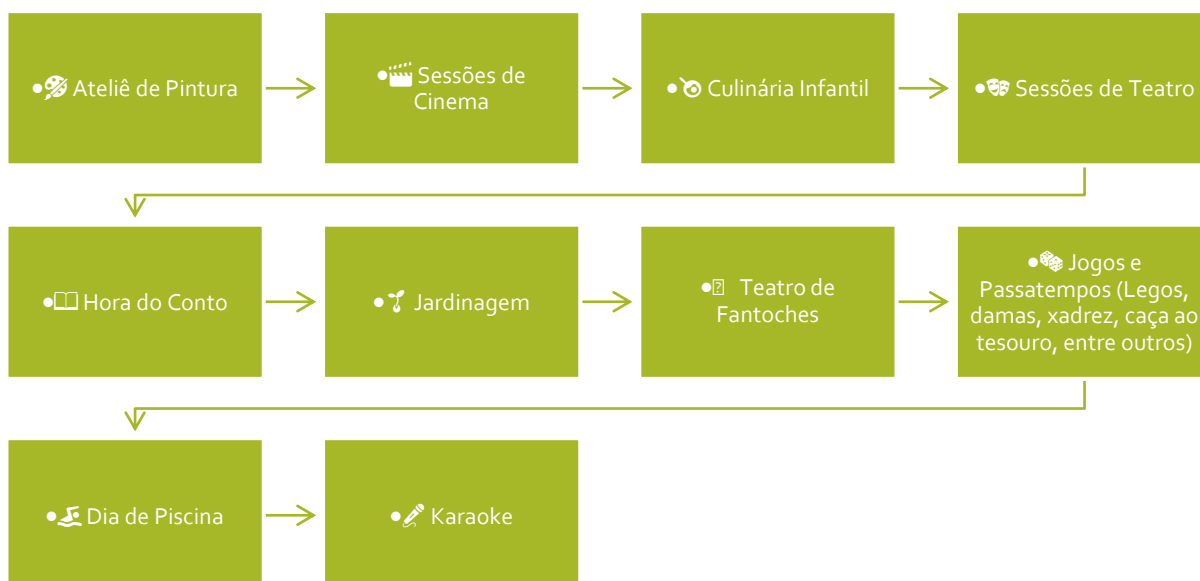 ●🎨 Ateliê de Pintura
●🎬 Sessões de
Cinema
●🍳 Culinária Infantil
●🎭 Sessões de Teatro
●📖 Hora do Conto
●🌱 Jardinagem
●⍰ Teatro de
Fantoches
●🎲 Jogos e
Passatempos (Legos,
damas, xadrez, caça ao
tesouro, entre outros)
●🏊 Dia de Piscina
●🎤 Karaoke